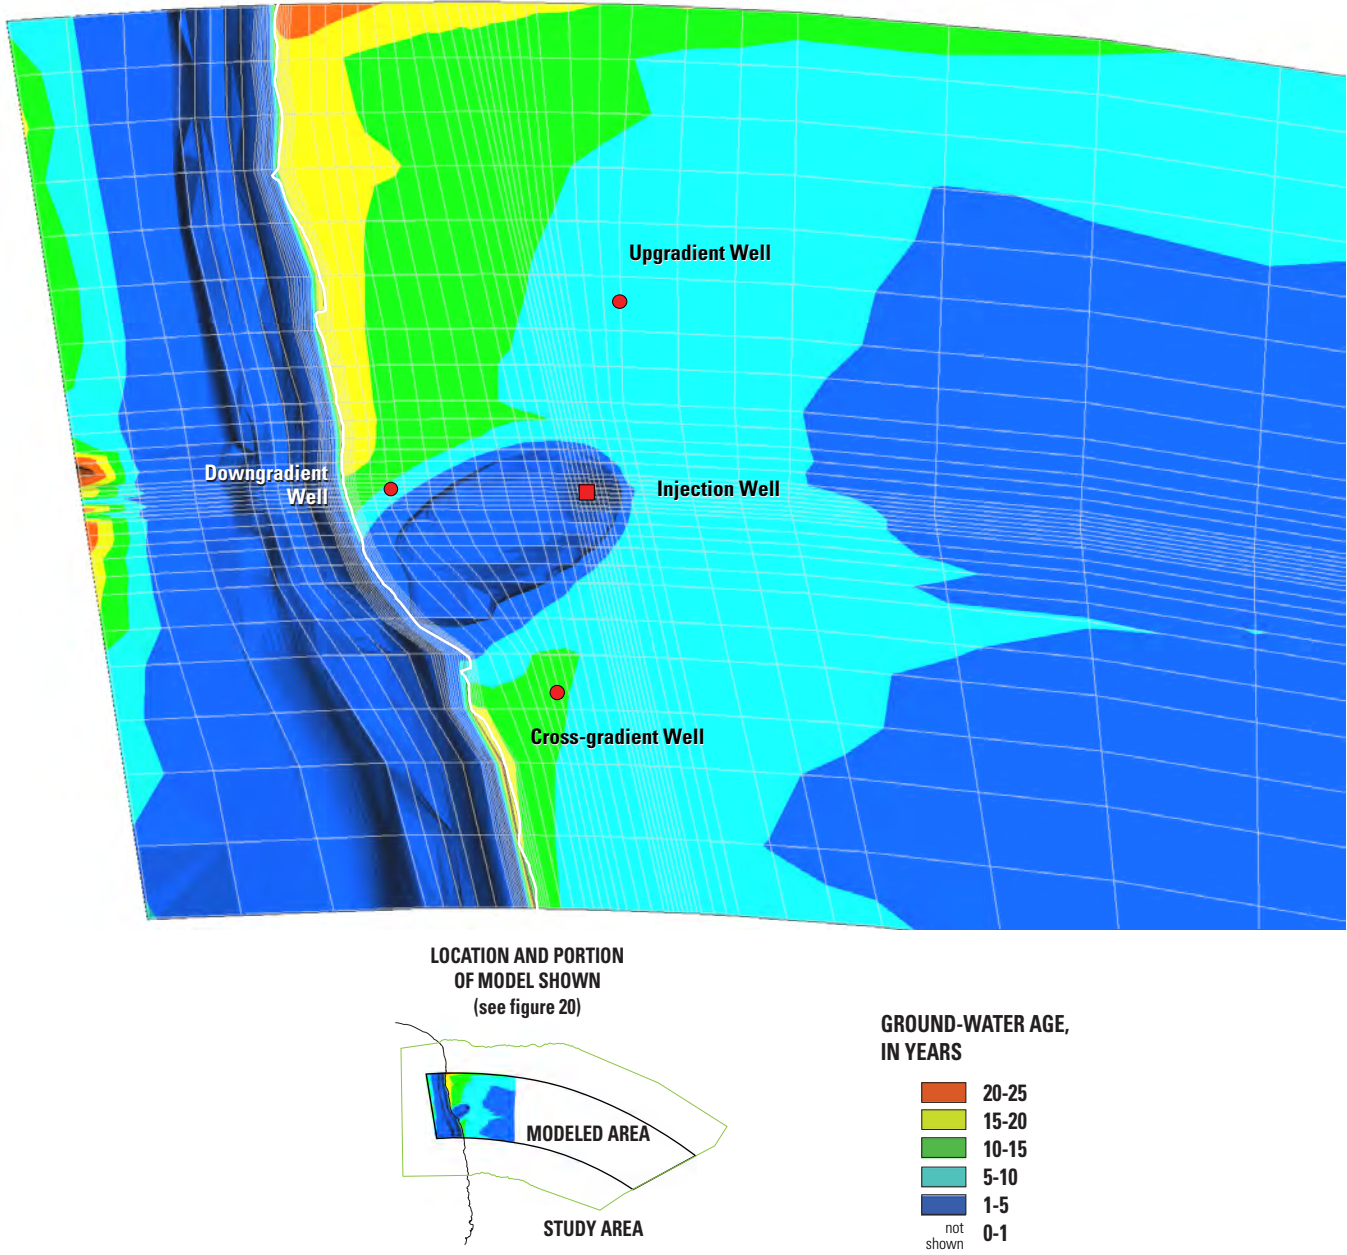 Upgradient Well
Downgradient
Well
Injection Well
Cross-gradient Well
LOCATION AND PORTION
OF MODEL SHOWN
(see figure 20)
MODELED AREA
STUDY AREA
GROUND-WATER AGE,
IN YEARS
20-25
15-20
10-15
5-10
1-5
not
shown
0-1